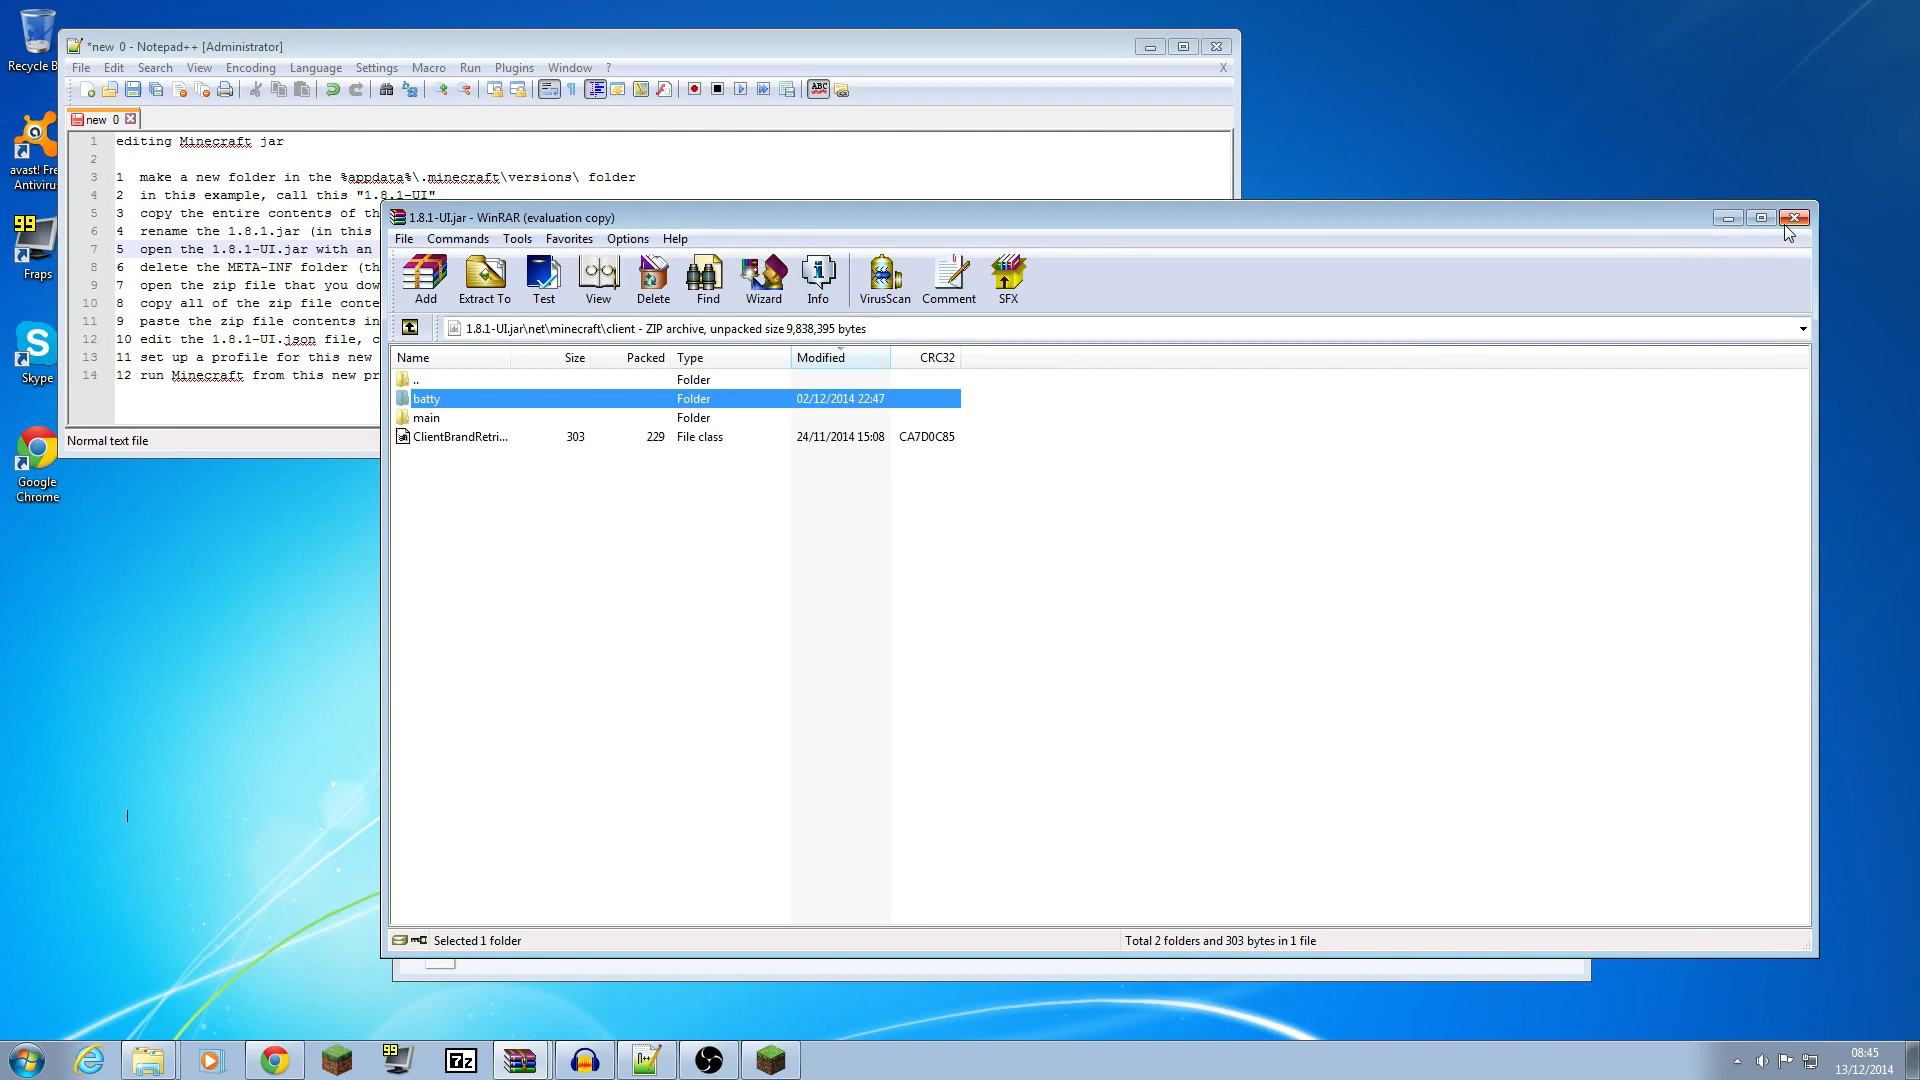 Recycle B
avast! Fre
Antivirus
99
Fraps
Skype
Google
Chrome
*new 0 - Notepad++ [Administrator]
File Edit Search View Encoding Language Settings Macro Run Plugins Window ? X
ABC
new 0
1 editing Minecraft jar
2
3 1 make a new folder in the %appdata%\.minecraft\versions\ folder
4 2 in this example, call this "1.8.1-UI"
5 3 copy the entire contents of th
6 4 rename the 1.8.1.jar (in this
7 5 open the 1.8.1-UI.jar with an
8 6 delete the META-INF folder (th
9 7 open the zip file that you dow
10 8 copy all of the zip file conte
11 9 paste the zip file contents in
12 10 edit the 1.8.1-UI.json file, c
13 11 set up a profile for this new
14 12 run Minecraft from this new pr
Normal text file
1.8.1-UI.jar - WinRAR (evaluation copy)
File Commands Tools Favorites Options Help
Add Extract To Test View Delete Find Wizard Info VirusScan Comment SFX
1.8.1-UI.jar\net\minecraft\client - ZIP archive, unpacked size 9,838,395 bytes
Name Size Packed Type Modified CRC32
.. Folder
batty Folder 02/12/2014 22:47
main Folder
ClientBrandRetri... 303 229 File class 24/11/2014 15:08 CA7D0C85
Selected 1 folder
Total 2 folders and 303 bytes in 1 file
99
7z
n++
08:45
13/12/2014